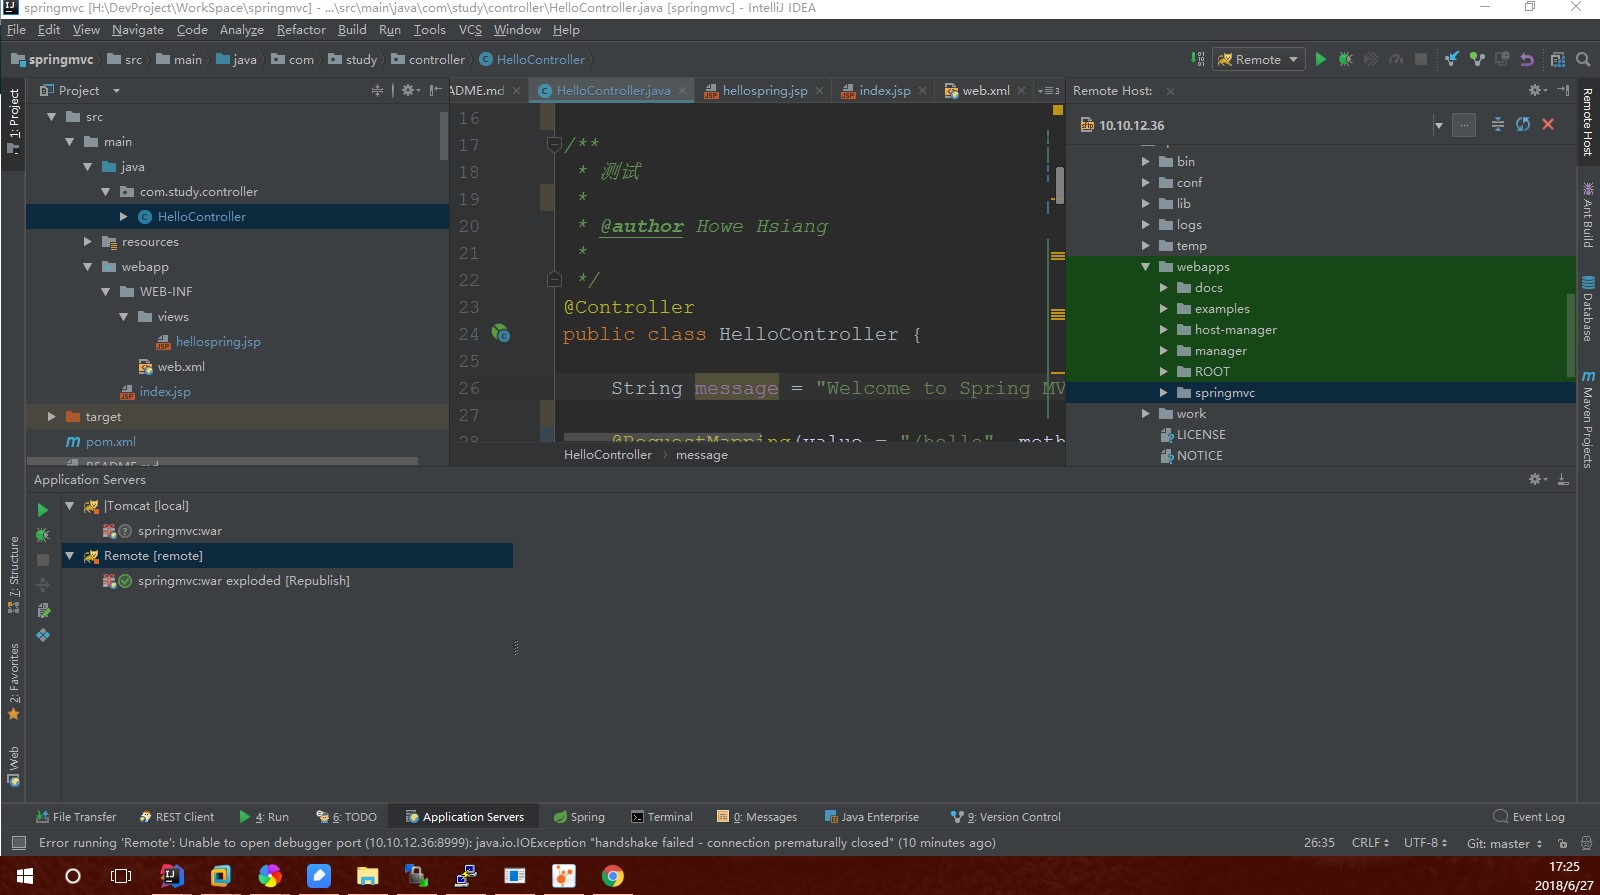 springmvc [H:\DevProject\WorkSpace\springmvc] - ...\src\main\java\com\study\controller\HelloController.java [springmvc] - IntelliJ IDEA
File Edit View Navigate Code Analyze Refactor Build Run Tools VCS Window Help
springmvc src main java com study controller HelloController
Remote
1: Project
Project
src
main
java
com.study.controller
HelloController
resources
webapp
WEB-INF
views
hellospring.jsp
web.xml
index.jsp
target
pom.xml
README.md
ADME.md HelloController.java hellospring.jsp index.jsp web.xml
16
17 /**
18 * 测试
19 *
20 * @author Howe Hsiang
21 *
22 */
23 @Controller
24 public class HelloController {
25
26 String message = "Welcome to Spring MV
27
28 @RequestMapping(value = "/hello", meth
HelloController message
Remote Host:
10.10.12.36
bin
conf
lib
logs
temp
webapps
docs
examples
host-manager
manager
ROOT
springmvc
work
LICENSE
NOTICE
Remote Host
Ant Build
Database
Maven Projects
Application Servers
Tomcat [local]
springmvc:war
Remote [remote]
springmvc:war exploded [Republish]
7: Structure
2: Favorites
Web
File Transfer REST Client 4: Run 6: TODO Application Servers Spring Terminal 0: Messages Java Enterprise 9: Version Control Event Log
Error running 'Remote': Unable to open debugger port (10.10.12.36:8999): java.io.IOException "handshake failed - connection prematurally closed" (10 minutes ago) 26:35 CRLF UTF-8 Git: master
17:25
2018/6/27